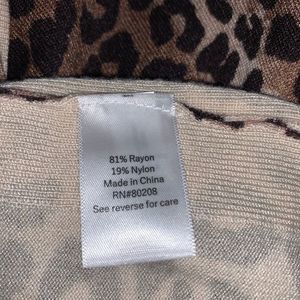 81% Rayon
19% Nylon
Made in China
RN#80208
See reverse for care